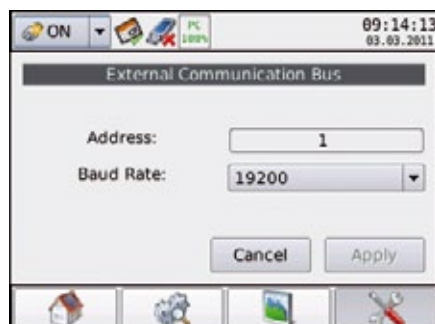 ON
PC
100%
09:14:13
03.03.2011
External Communication Bus
Address:
1
Baud Rate:
19200
Cancel
Apply